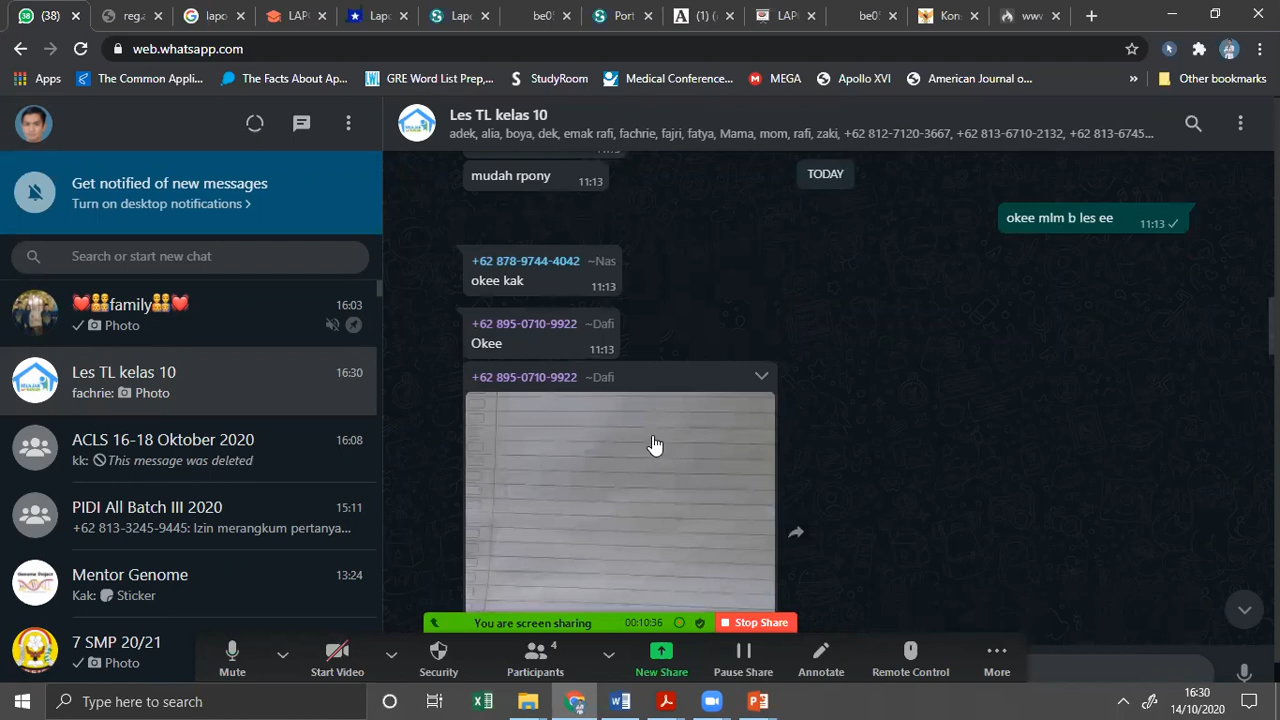 (38)
reg.z
lapo
LAPO
Lapo
Lapo
be05
Port
(1) (
LAPO
be05
Kons
www
web.whatsapp.com
Apps
The Common Appli...
The Facts About Ap...
GRE Word List Prep,...
StudyRoom
Medical Conference...
MEGA
Apollo XVI
American Journal o...
»
Other bookmarks
Get notified of new messages
Turn on desktop notifications >
Search or start new chat
family 16:03
Photo
Les TL kelas 10 16:30
fachrie: Photo
ACLS 16-18 Oktober 2020 16:08
kk: This message was deleted
PIDI All Batch III 2020 15:11
+62 813-3245-9445: Izin merangkum pertanya...
Mentor Genome 13:24
Kak: Sticker
7 SMP 20/21
Photo
Les TL kelas 10
adek, alia, boya, dek, emak rafi, fachrie, fajri, fatya, Mama, mom, rafi, zaki, +62 812-7120-3667, +62 813-6710-2132, +62 813-6745...
mudah rpony 11:13
TODAY
okee mlm b les ee 11:13
+62 878-9744-4042 ~Nas
okee kak 11:13
+62 895-0710-9922 ~Dafi
Okee 11:13
+62 895-0710-9922 ~Dafi
You are screen sharing 00:10:36 Stop Share
Mute
Start Video
Security
4
Participants
New Share
Pause Share
Annotate
Remote Control
More
Type here to search
16:30
14/10/2020